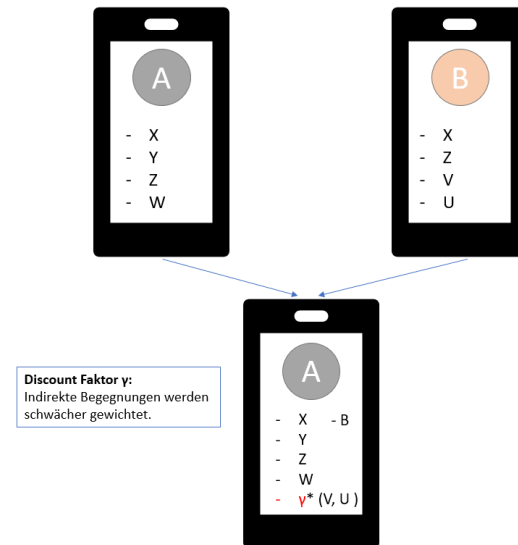 A
- X
- Y
- Z
- W
B
- X
- Z
- V
- U
Discount Faktor γ:
Indirekte Begegnungen werden
schwächer gewichtet.
A
- X - B
- Y
- Z
- W
- γ* (V, U )